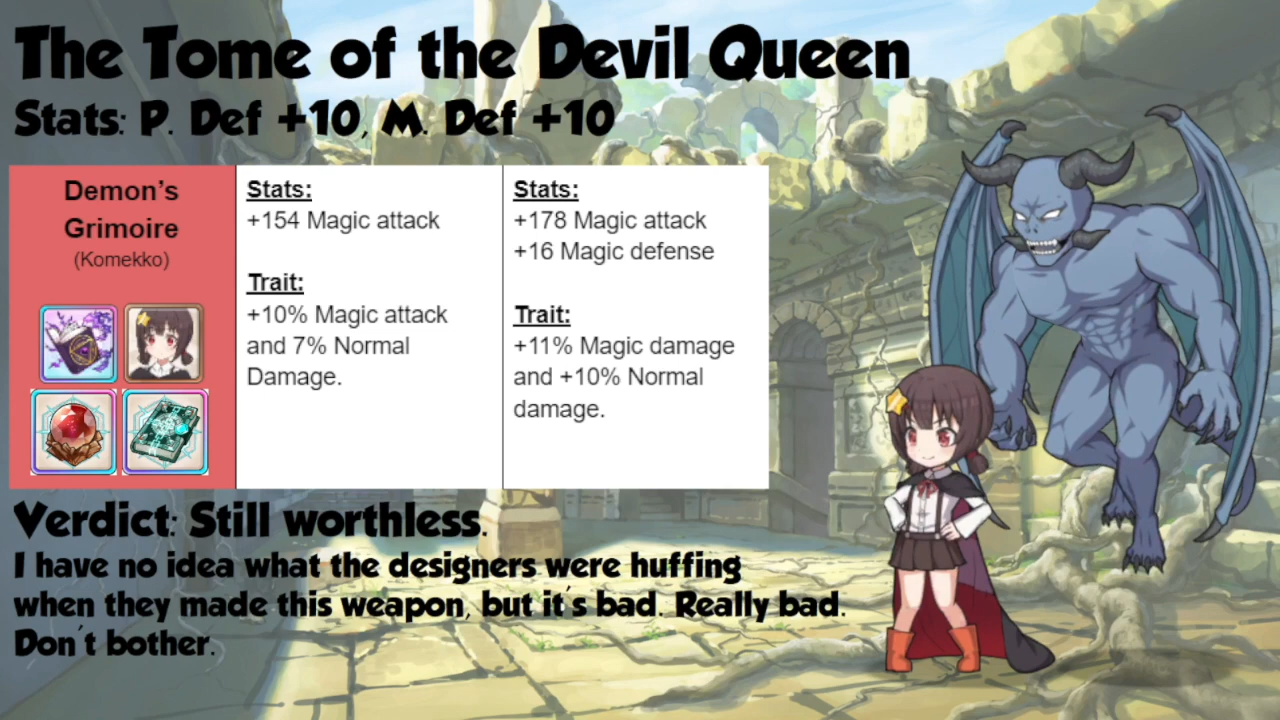 The Tome of the Devil Queen
Stats: P. Def +10, M. Def +10
Demon’s
Grimoire
(Komekko)
Stats:
+154 Magic attack
Trait:
+10% Magic attack
and 7% Normal
Damage.
Stats:
+178 Magic attack
+16 Magic defense
Trait:
+11% Magic damage
and +10% Normal
damage.
Verdict: Still worthless.
I have no idea what the designers were huffing
when they made this weapon, but it's bad. Really bad.
Don't bother.